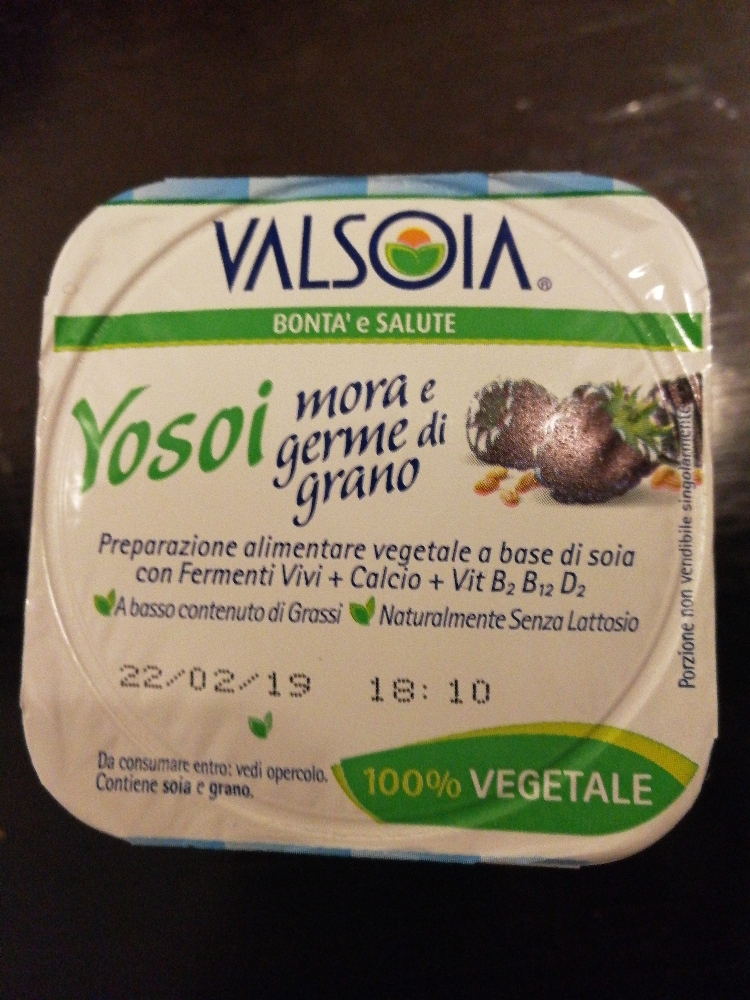 VALSOIA®
BONTA' e SALUTE
Yosoi
mora e
germe di
grano
Preparazione alimentare vegetale a base di soia
con Fermenti Vivi + Calcio + Vit B₂ B₁₂ D₂
A basso contenuto di Grassi Naturalmente Senza Lattosio
22/02/19 18:10
Da consumare entro: vedi opercolo.
Contiene soia e grano.
100% VEGETALE
Porzione non vendibile singolarmente